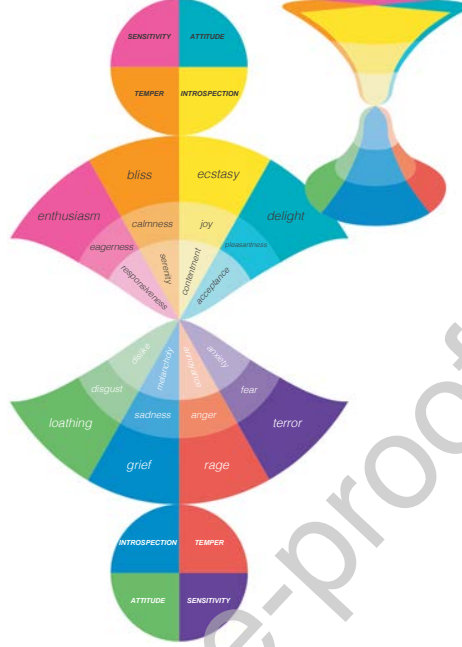 SENSITIVITY ATTITUDE
TEMPER INTROSPECTION
bliss ecstasy
enthusiasm delight
calmness joy
eagerness pleasantness
responsiveness serenity contentment acceptance
dislike melancholy annoyance anxiety
disgust fear
sadness anger
loathing terror
grief rage
INTROSPECTION TEMPER
ATTITUDE SENSITIVITY
e-proof